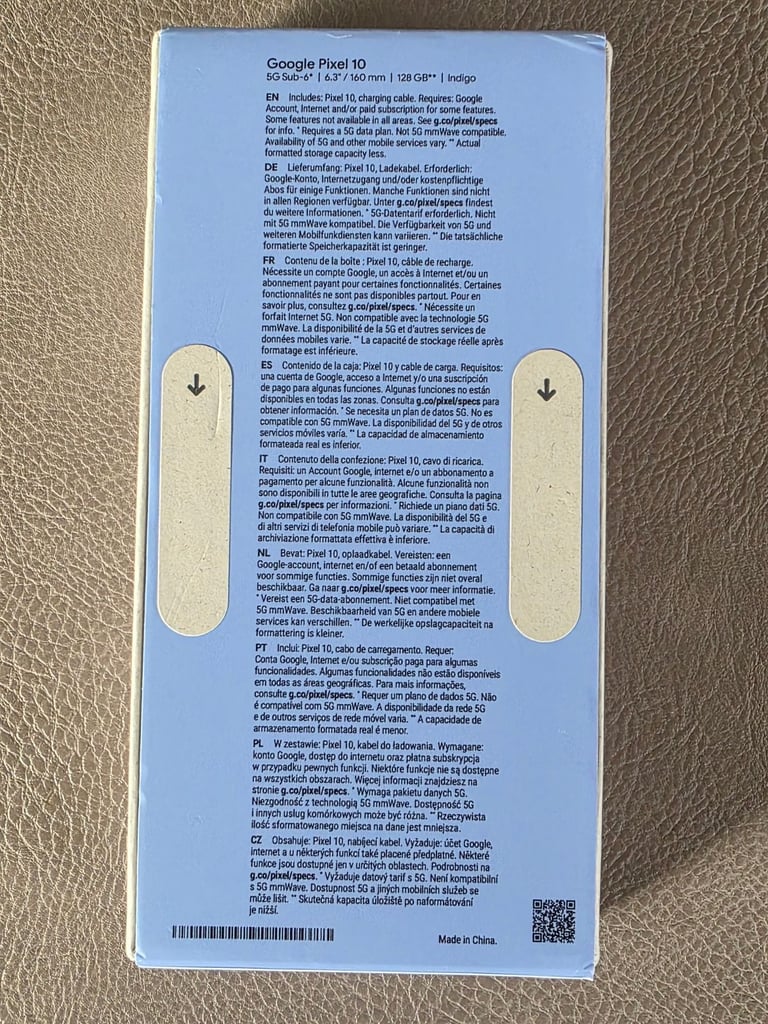 Google Pixel 10
5G Sub-6* | 6.3" / 160 mm | 128 GB** | Indigo
EN Includes: Pixel 10, charging cable. Requires: Google
Account, Internet and/or paid subscription for some features.
Some features not available in all areas. See g.co/pixel/specs
for info. * Requires a 5G data plan. Not 5G mmWave compatible.
Availability of 5G and other mobile services vary. ** Actual
formatted storage capacity less.
DE Lieferumfang: Pixel 10, Ladekabel. Erforderlich:
Google-Konto, Internetzugang und/oder kostenpflichtige
Abos für einige Funktionen. Manche Funktionen sind nicht
in allen Regionen verfügbar. Unter g.co/pixel/specs findest
du weitere Informationen. * 5G-Datentarif erforderlich. Nicht
mit 5G mmWave kompatibel. Die Verfügbarkeit von 5G und
weiteren Mobilfunkdiensten kann variieren. ** Die tatsächliche
formatierte Speicherkapazität ist geringer.
FR Contenu de la boîte : Pixel 10, câble de recharge.
Nécessite un compte Google, un accès à Internet et/ou un
abonnement payant pour certaines fonctionnalités. Certaines
fonctionnalités ne sont pas disponibles partout. Pour en
savoir plus, consultez g.co/pixel/specs. * Nécessite un
forfait Internet 5G. Non compatible avec la technologie 5G
mmWave. La disponibilité de la 5G et d'autres services de
données mobiles varie. ** La capacité de stockage réelle après
formatage est inférieure.
ES Contenido de la caja: Pixel 10 y cable de carga. Requisitos:
una cuenta de Google, acceso a Internet y/o una suscripción
de pago para algunas funciones. Algunas funciones no están
disponibles en todas las zonas. Consulta g.co/pixel/specs para
obtener información. * Se necesita un plan de datos 5G. No es
compatible con 5G mmWave. La disponibilidad del 5G y de otros
servicios móviles varía. ** La capacidad de almacenamiento
formateada real es inferior.
IT Contenuto della confezione: Pixel 10, cavo di ricarica.
Requisiti: un Account Google, internet e/o un abbonamento a
pagamento per alcune funzionalità. Alcune funzionalità non
sono disponibili in tutte le aree geografiche. Consulta la pagina
g.co/pixel/specs per informazioni. * Richiede un piano dati 5G.
Non compatibile con 5G mmWave. La disponibilità del 5G e
di altri servizi di telefonia mobile può variare. ** La capacità di
archiviazione formattata effettiva è inferiore.
NL Bevat: Pixel 10, oplaadkabel. Vereisten: een
Google-account, internet en/of een betaald abonnement
voor sommige functies. Sommige functies zijn niet overal
beschikbaar. Ga naar g.co/pixel/specs voor meer informatie.
* Vereist een 5G-data-abonnement. Niet compatibel met
5G mmWave. Beschikbaarheid van 5G en andere mobiele
services kan verschillen. ** De werkelijke opslagcapaciteit na
formattering is kleiner.
PT Inclui: Pixel 10, cabo de carregamento. Requer:
Conta Google, Internet e/ou subscrição paga para algumas
funcionalidades. Algumas funcionalidades não estão disponíveis
em todas as áreas geográficas. Para mais informações,
consulte g.co/pixel/specs. * Requer um plano de dados 5G. Não
é compatível com 5G mmWave. A disponibilidade da rede 5G
e de outros serviços de rede móvel varia. ** A capacidade de
armazenamento formatada real é menor.
PL W zestawie: Pixel 10, kabel do ładowania. Wymagane:
konto Google, dostęp do internetu oraz płatna subskrypcja
w przypadku pewnych funkcji. Niektóre funkcje nie są dostępne
na wszystkich obszarach. Więcej informacji znajdziesz na
stronie g.co/pixel/specs. * Wymaga pakietu danych 5G.
Niezgodność z technologią 5G mmWave. Dostępność 5G
i innych usług komórkowych może być różna. ** Rzeczywista
ilość sformatowanego miejsca na dane jest mniejsza.
CZ Obsahuje: Pixel 10, nabíjecí kabel. Vyžaduje: účet Google,
internet a u některých funkcí také placené předplatné. Některé
funkce jsou dostupné jen v určitých oblastech. Podrobnosti na
g.co/pixel/specs. * Vyžaduje datový tarif s 5G. Není kompatibilní
s 5G mmWave. Dostupnost 5G a jiných mobilních služeb se
může lišit. ** Skutečná kapacita úložiště po naformátování
je nižší.
Made in China.